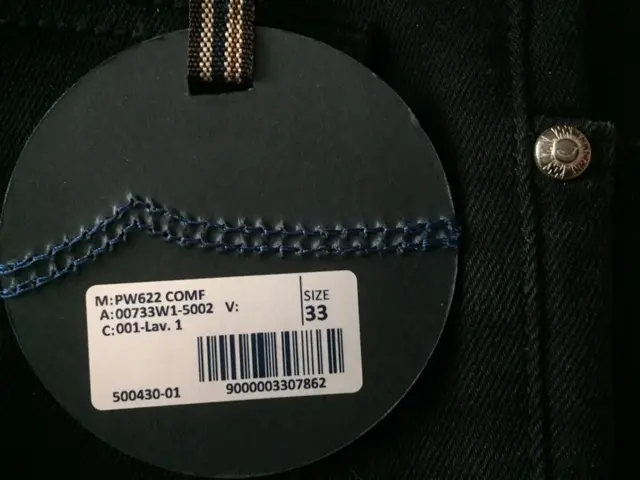 M:PW622 COMF
A:00733W1-5002 V:
C:001-Lav. 1
SIZE
33
500430-01
9000003307862